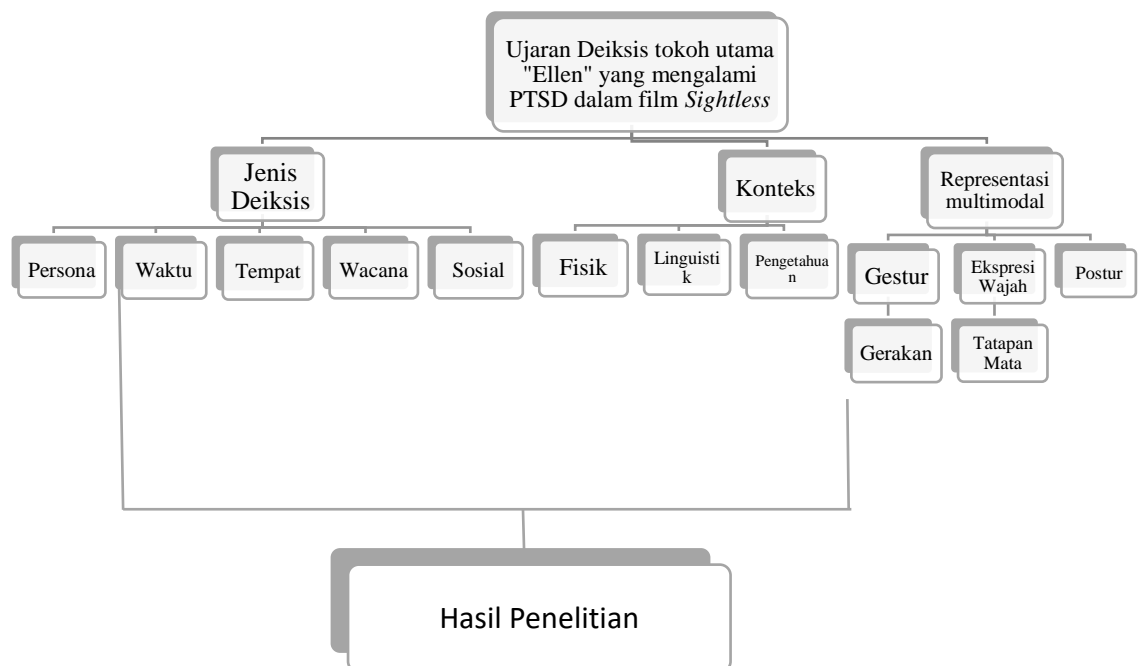 Ujaran Deiksis tokoh utama
"Ellen" yang mengalami
PTSD dalam film Sightless
Jenis
Deiksis
Konteks
Representasi
multimodal
Persona
Waktu
Tempat
Wacana
Sosial
Fisik
Linguisti
k
Pengetahua
n
Gestur
Ekspresi
Wajah
Postur
Gerakan
Tatapan
Mata
Hasil Penelitian